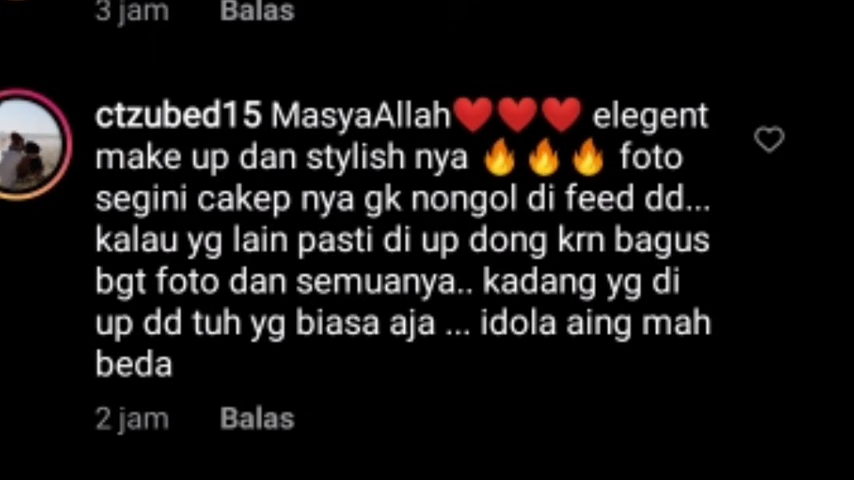 3 jam Balas
ctzubed15 MasyaAllah❤️❤️❤️ elegent
make up dan stylish nya 🔥🔥🔥 foto
segini cakep nya gk nongol di feed dd...
kalau yg lain pasti di up dong krn bagus
bgt foto dan semuanya.. kadang yg di
up dd tuh yg biasa aja ... idola aing mah
beda
2 jam Balas